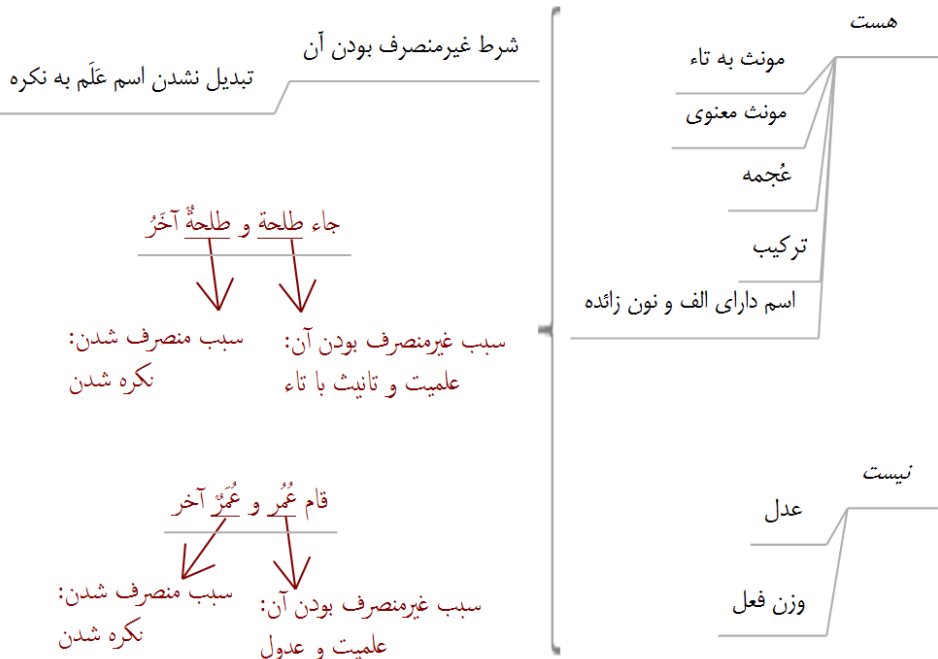 هست
مونث به تاء
مونث معنوی
عُجمه
ترکیب
اسم دارای الف و نون زائده
نیست
عدل
وزن فعل
شرط غیرمنصرف بودن آن
تبدیل نشدن اسم عَلَم به نکره
جاء طلحة و طلحةٌ آخَرُ
سبب غیرمنصرف بودن آن:
علمیت و تانیث با تاء
سبب منصرف شدن:
نکره شدن
قام عُمُر و عُمَرٌ آخر
سبب غیرمنصرف بودن آن:
علمیت و عدول
سبب منصرف شدن:
نکره شدن